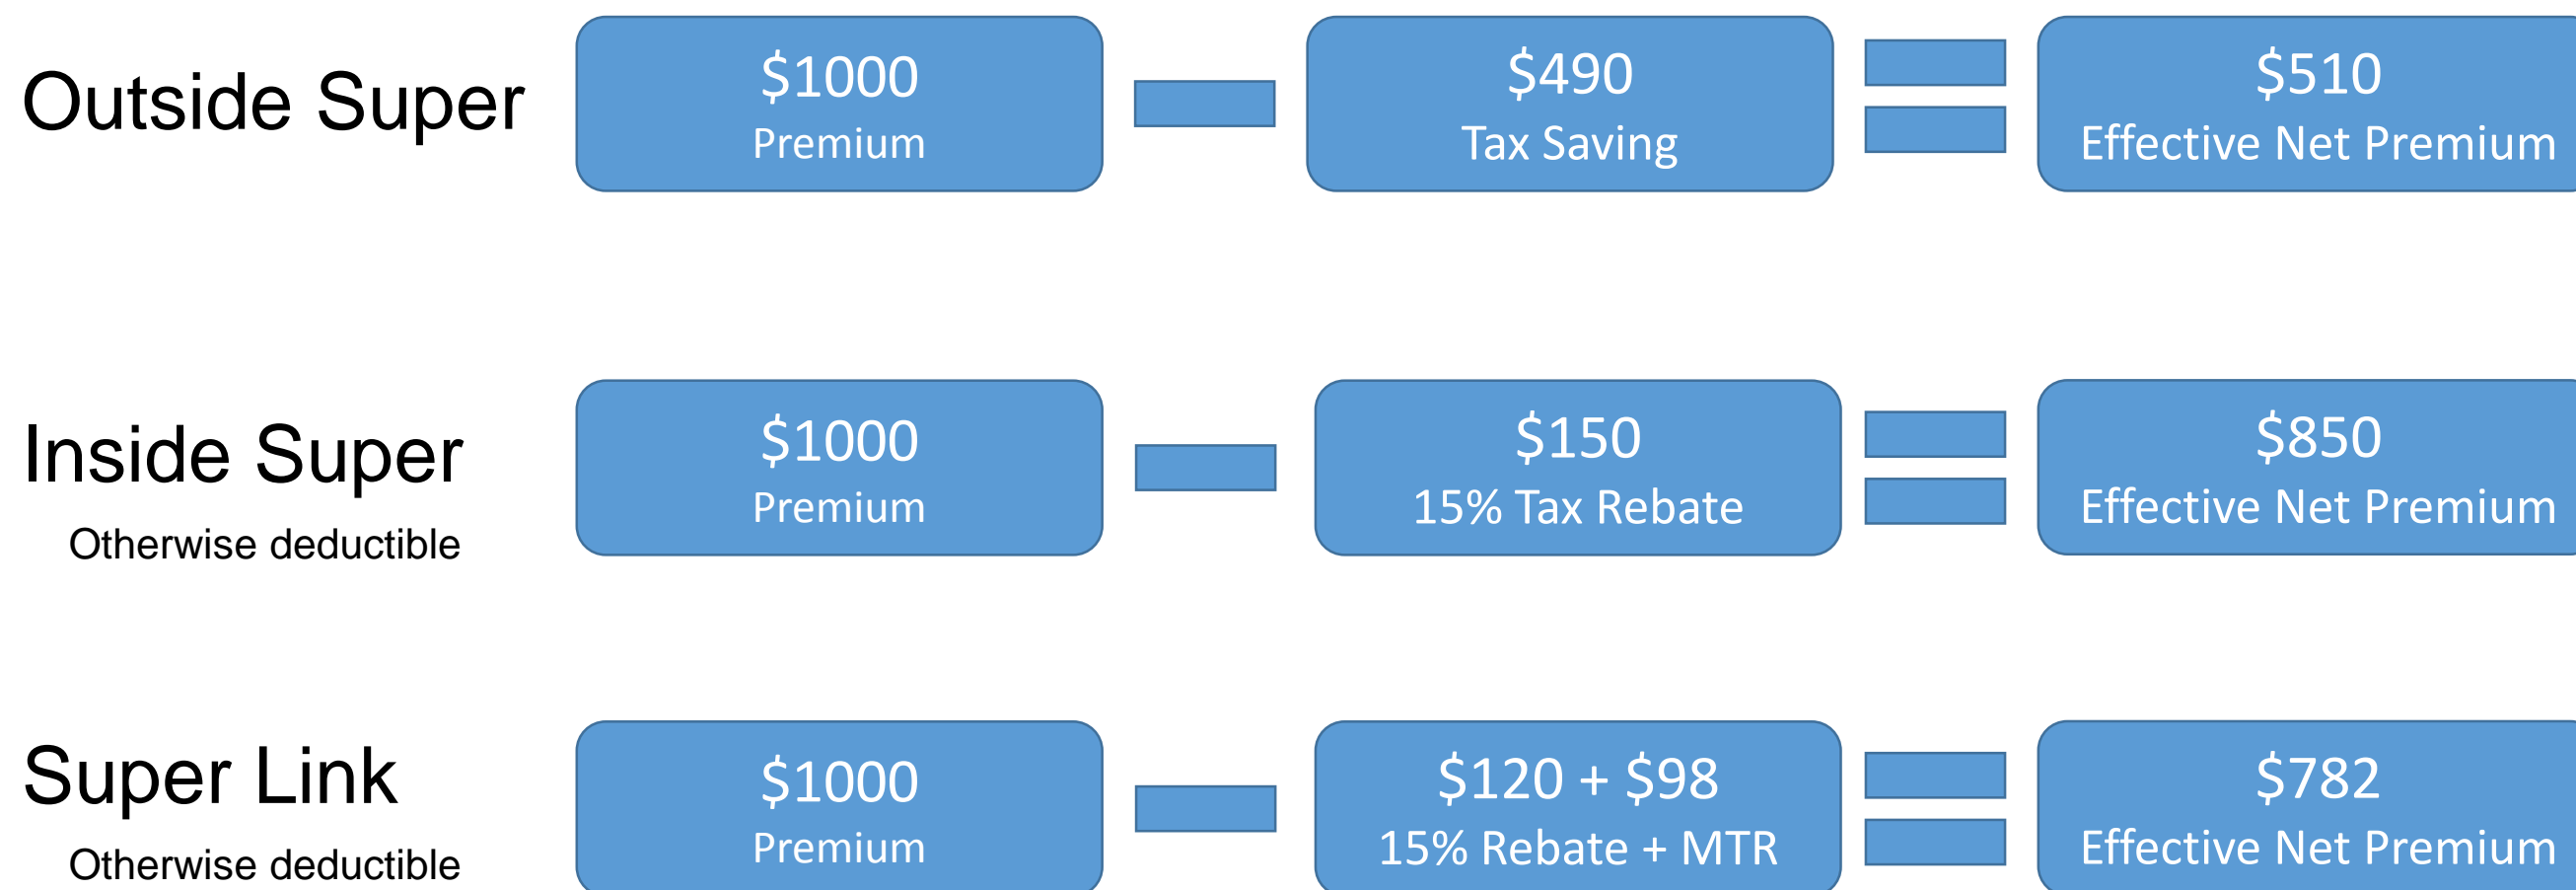 Outside Super
$1000
Premium
$490
Tax Saving
$510
Effective Net Premium
Inside Super
Otherwise deductible
$1000
Premium
$150
15% Tax Rebate
$850
Effective Net Premium
Super Link
Otherwise deductible
$1000
Premium
$120 + $98
15% Rebate + MTR
$782
Effective Net Premium